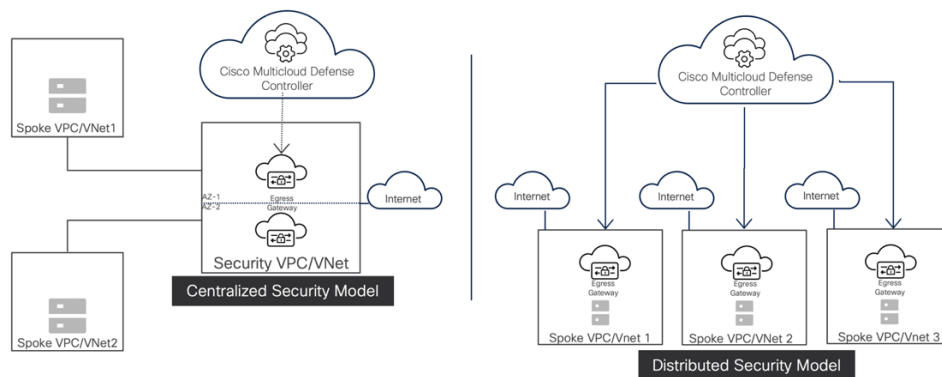 Cisco Multicloud Defense
Controller
Spoke VPC/VNet1
AZ-1
AZ-2
Egress
Gateway
Internet
Security VPC/VNet
Centralized Security Model
Spoke VPC/VNet2
Cisco Multicloud Defense
Controller
Internet
Internet
Internet
Egress
Gateway
Spoke VPC/Vnet 1
Egress
Gateway
Spoke VPC/VNet 2
Egress
Gateway
Spoke VPC/Vnet 3
Distributed Security Model